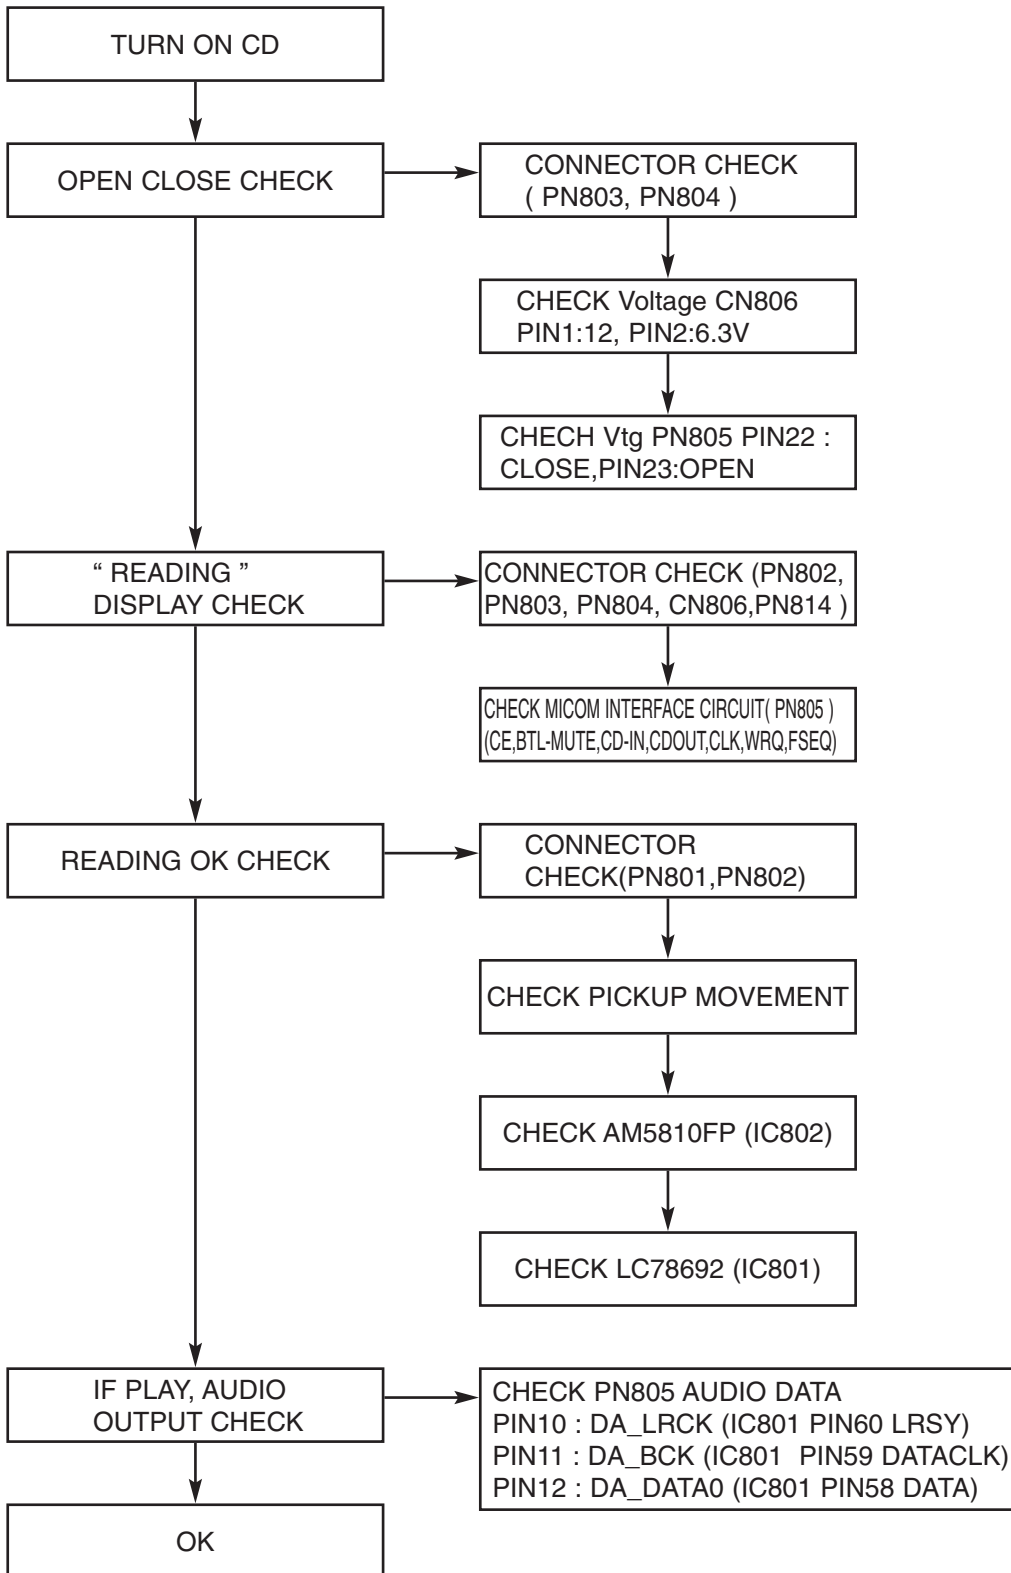 TURN ON CD
OPEN CLOSE CHECK
CONNECTOR CHECK
( PN803, PN804 )
CHECK Voltage CN806
PIN1:12, PIN2:6.3V
CHECH Vtg PN805 PIN22 :
CLOSE,PIN23:OPEN
“ READING ”
DISPLAY CHECK
CONNECTOR CHECK (PN802,
PN803, PN804, CN806,PN814 )
CHECK MICOM INTERFACE CIRCUIT( PN805 )
(CE,BTL-MUTE,CD-IN,CDOUT,CLK,WRQ,FSEQ)
READING OK CHECK
CONNECTOR
CHECK(PN801,PN802)
CHECK PICKUP MOVEMENT
CHECK AM5810FP (IC802)
CHECK LC78692 (IC801)
IF PLAY, AUDIO
OUTPUT CHECK
CHECK PN805 AUDIO DATA
PIN10 : DA_LRCK (IC801 PIN60 LRSY)
PIN11 : DA_BCK (IC801  PIN59 DATACLK)
PIN12 : DA_DATA0 (IC801 PIN58 DATA)
OK